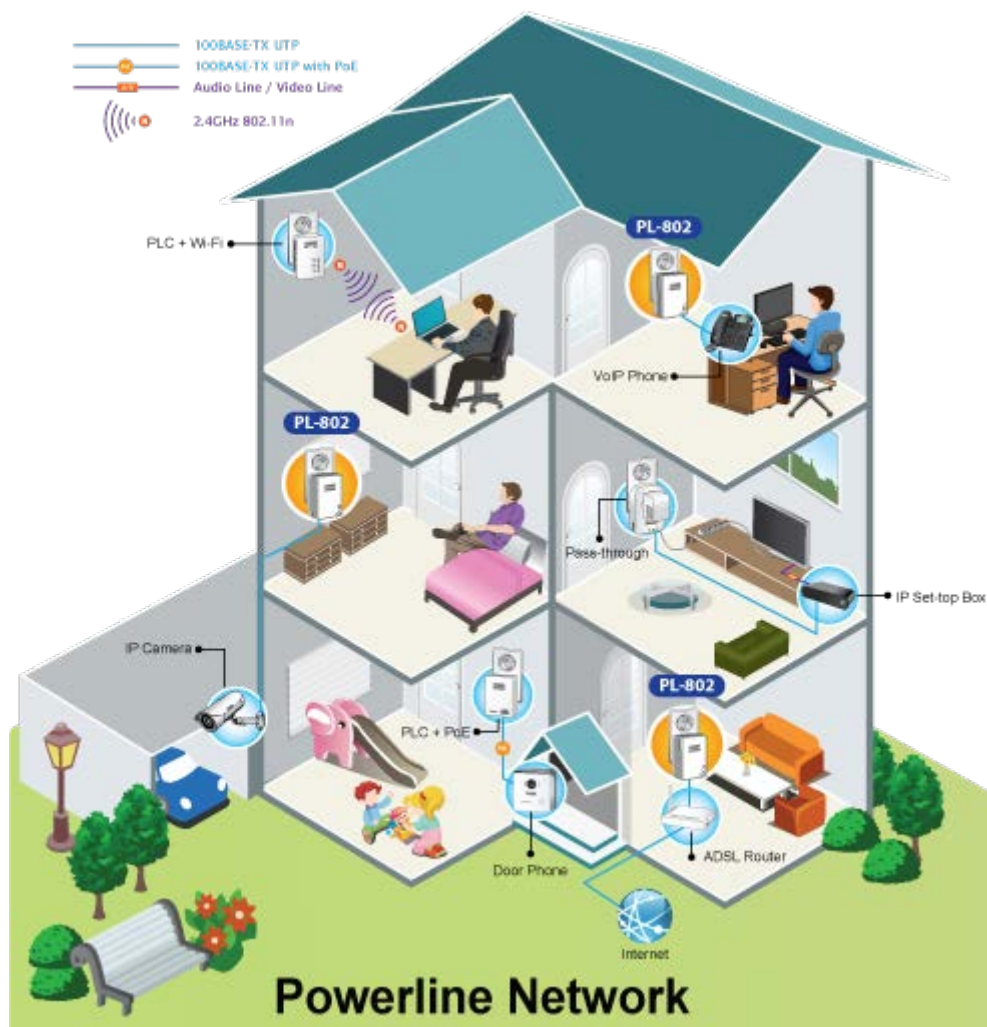 100BASE-TX UTP
100BASE-TX UTP with PoE
Audio Line / Video Line
2.4GHz 802.11n
PLC + Wi-Fi
PL-802
VoIP Phone
PL-802
Pass-through
IP Set-top Box
IP Camera
PL-802
PLC + PoE
Door Phone
ADSL Router
Internet
Powerline Network